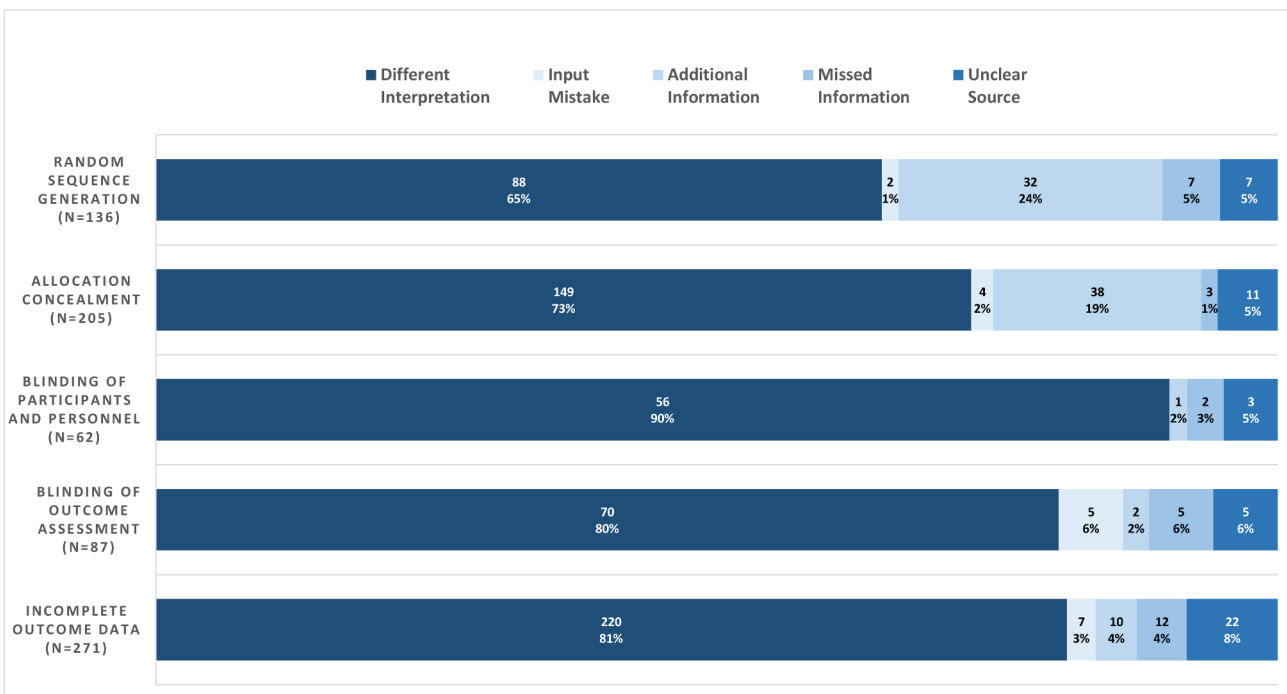 Different
Interpretation
Input
Mistake
Additional
Information
Missed
Information
Unclear
Source
RANDOM
SEQUENCE
GENERATION
(N=136)
88
65%
2
1%
32
24%
7
5%
7
5%
ALLOCATION
CONCEALMENT
(N=205)
149
73%
4
2%
38
19%
3
1%
11
5%
BLINDING OF
PARTICIPANTS
AND PERSONNEL
(N=62)
56
90%
1
2%
2
3%
3
5%
BLINDING OF
OUTCOME
ASSESSMENT
(N=87)
70
80%
5
6%
2
2%
5
6%
5
6%
INCOMPLETE
OUTCOME DATA
(N=271)
220
81%
7
3%
10
4%
12
4%
22
8%